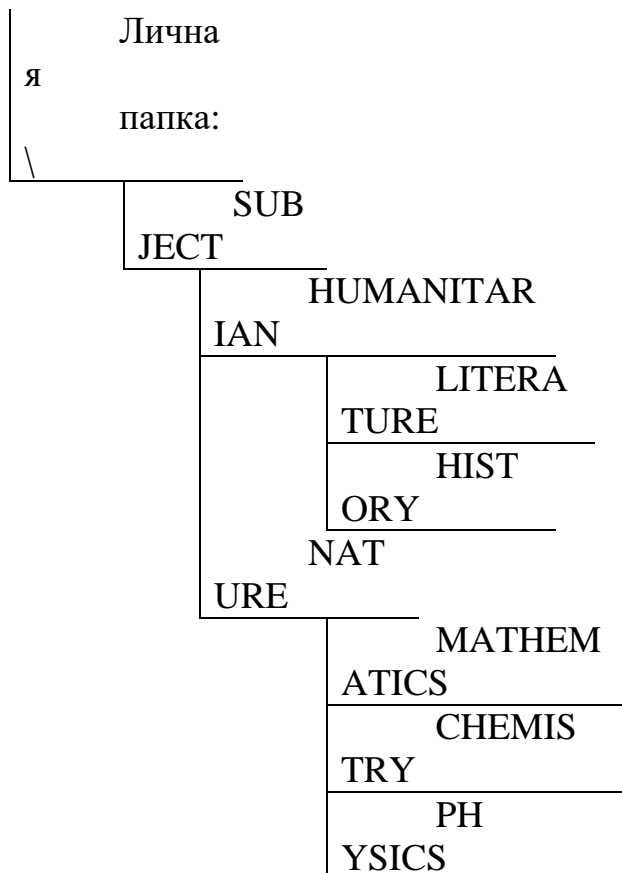 Лична
я
папка:
\
SUB
JECT
HUMANITAR
IAN
LITERA
TURE
HIST
ORY
NAT
URE
MATHEM
ATICS
CHEMIS
TRY
PH
YSICS